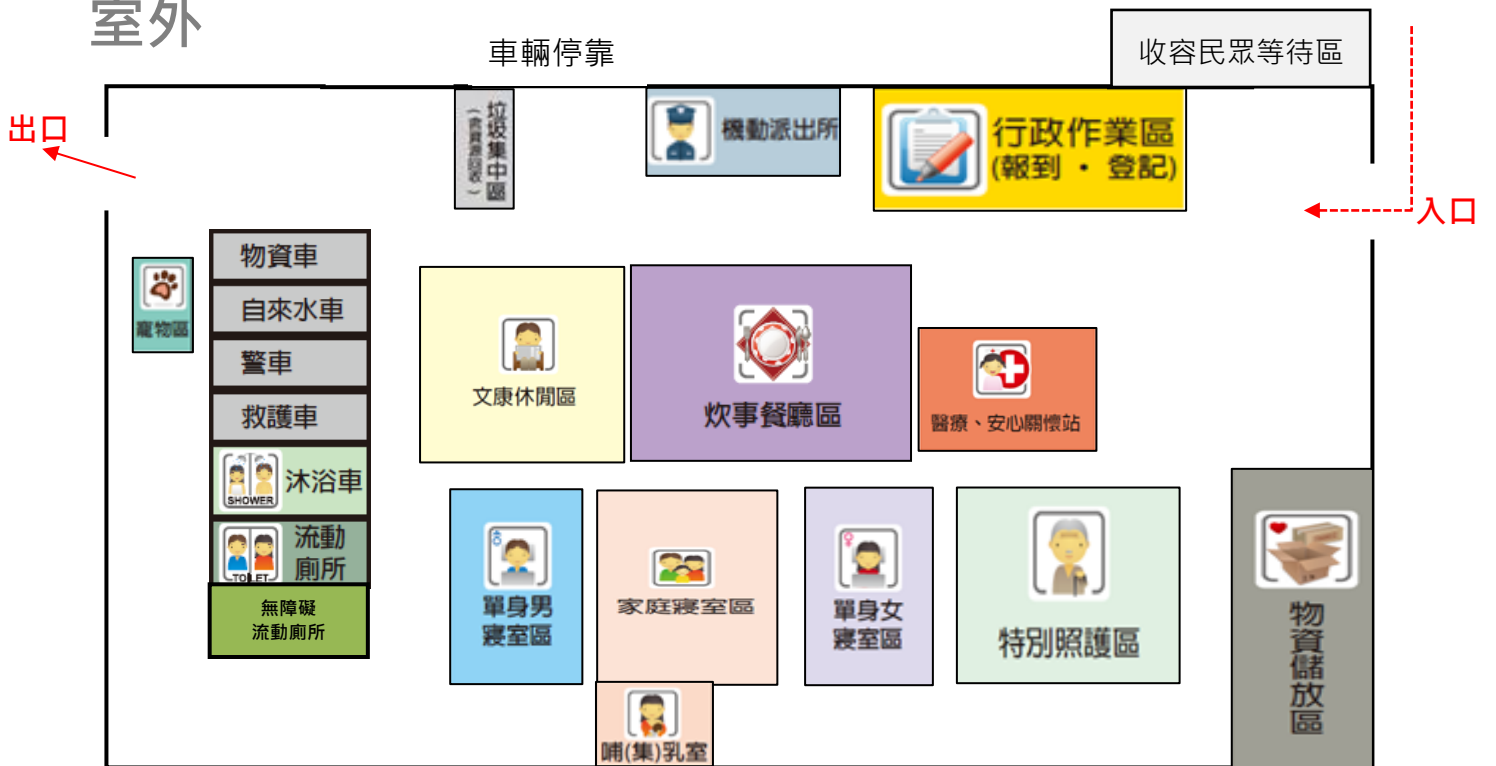 室外
車輛停靠
收容民眾等待區
出口
垃圾集中區
(含資源回收)
機動派出所
行政作業區
(報到 · 登記)
入口
寵物區
物資車
自來水車
警車
救護車
SHOWER
沐浴車
TOILET
流動
廁所
無障礙
流動廁所
文康休閒區
炊事餐廳區
醫療、安心關懷站
單身男
寢室區
家庭寢室區
單身女
寢室區
特別照護區
物資儲放區
哺(集)乳室